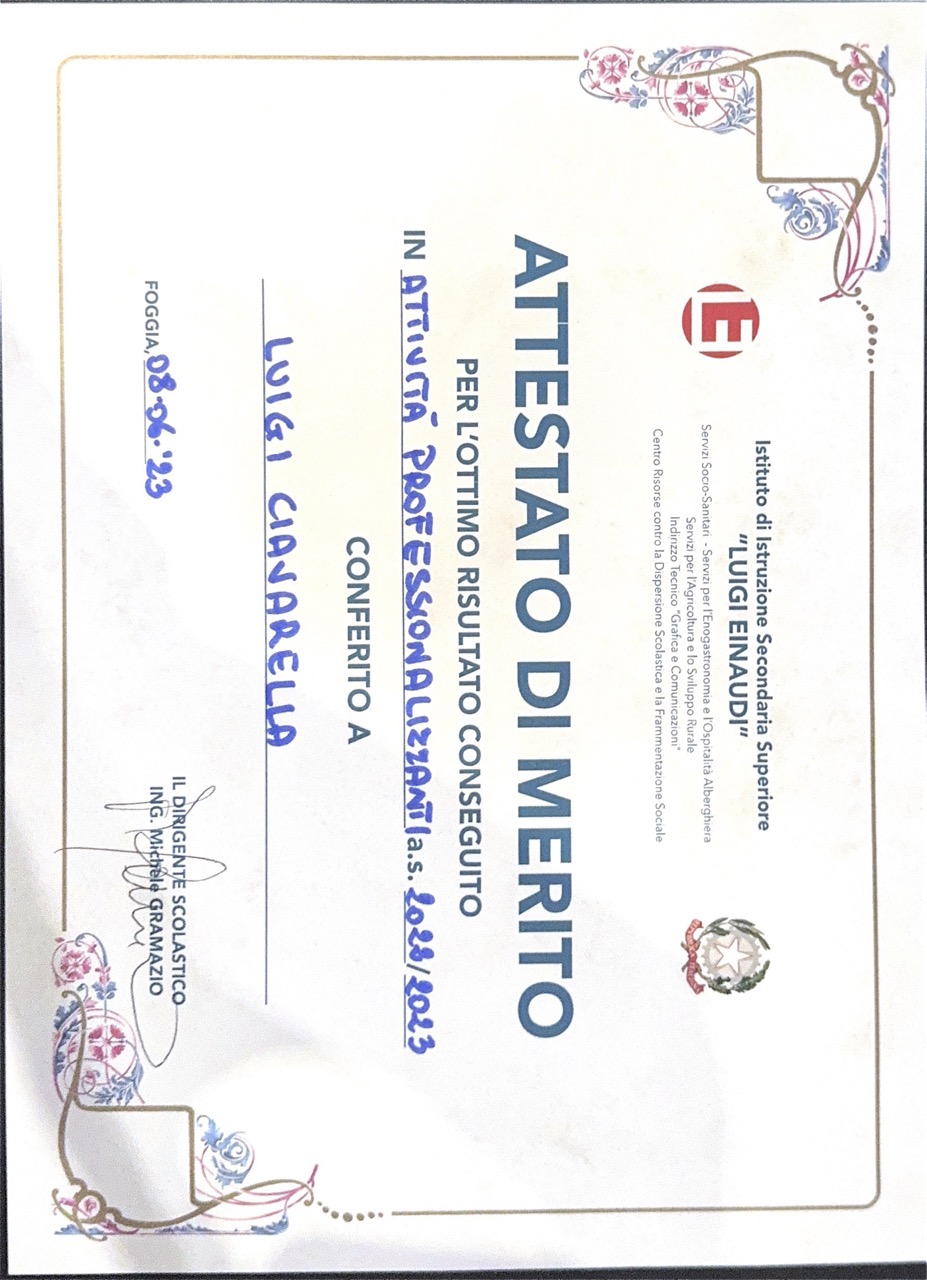 Istituto di Istruzione Secondaria Superiore
"LUIGI EINAUDI"
Servizi Socio-Sanitari - Servizi per l'Enogastronomia e l'Ospitalità Alberghiera
Servizi per l'Agricoltura e lo Sviluppo Rurale
Indirizzo Tecnico "Grafica e Comunicazioni"
Centro Risorse contro la Dispersione Scolastica e la Frammentazione Sociale
E
ATTESTATO DI MERITO
PER L'OTTIMO RISULTATO CONSEGUITO
IN ATTIVITÀ PROFESSIONALIZZANTI a.s. 2022/2023
CONFERITO A
LUIGI CIAVARELLA
IL DIRIGENTE SCOLASTICO
ING. Michele GRAMAZIO
FOGGIA, 08-06-'23